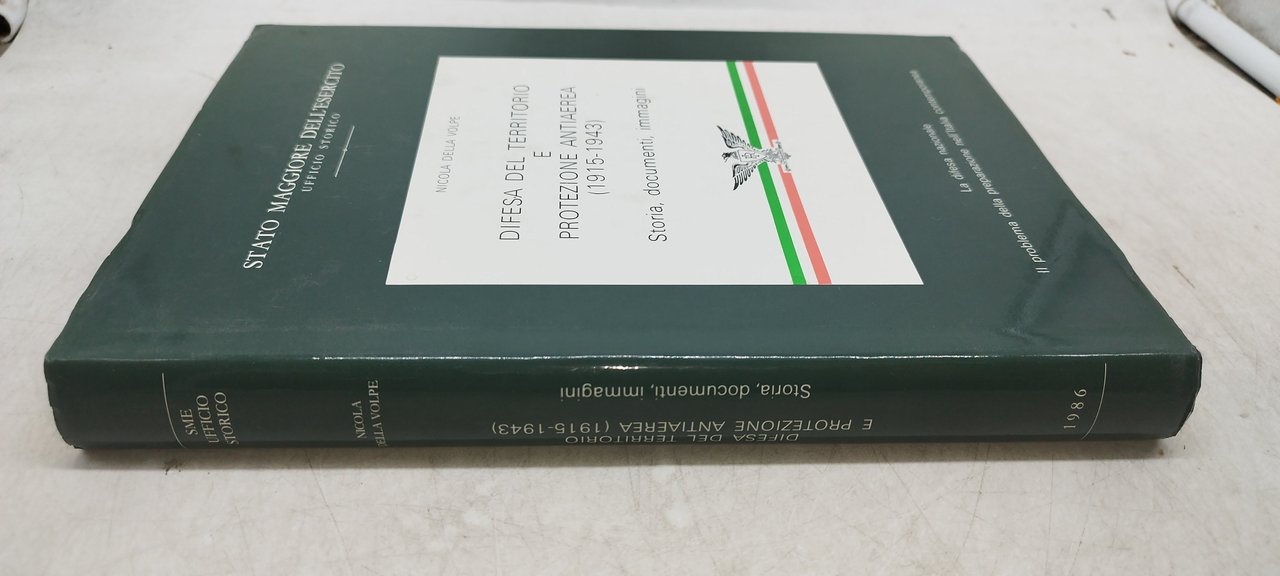 STATO MAGGIORE DELL'ESERCITO
UFFICIO STORICO
NICOLA DELLA VOLPE
DIFESA DEL TERRITORIO
E
PROTEZIONE ANTIAEREA
(1915-1943)
Storia, documenti, immagini
La difesa nazionale
Il problema della preparazione nell'Italia contemporanea
SME
UFFICIO
STORICO
NICOLA
DELLA VOLPE
DIFESA DEL TERRITORIO
E PROTEZIONE ANTIAEREA (1915-1943)
Storia, documenti, immagini
1986